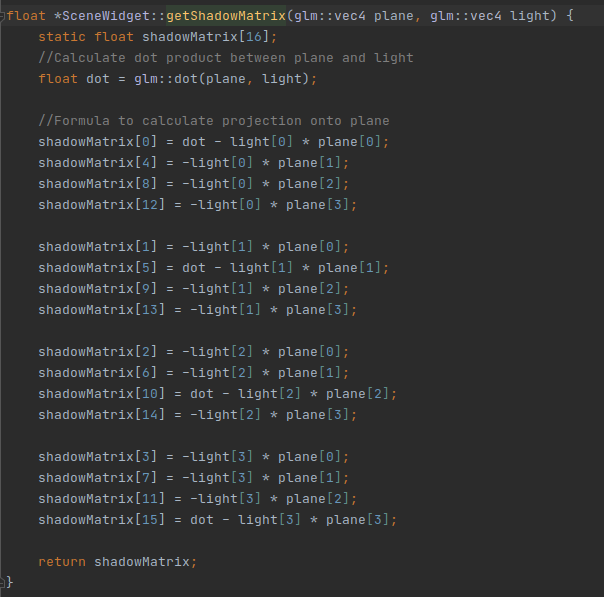 float *SceneWidget::getShadowMatrix(glm::vec4 plane, glm::vec4 light) {
    static float shadowMatrix[16];
    //Calculate dot product between plane and light
    float dot = glm::dot(plane, light);

    //Formula to calculate projection onto plane
    shadowMatrix[0] = dot - light[0] * plane[0];
    shadowMatrix[4] = -light[0] * plane[1];
    shadowMatrix[8] = -light[0] * plane[2];
    shadowMatrix[12] = -light[0] * plane[3];

    shadowMatrix[1] = -light[1] * plane[0];
    shadowMatrix[5] = dot - light[1] * plane[1];
    shadowMatrix[9] = -light[1] * plane[2];
    shadowMatrix[13] = -light[1] * plane[3];

    shadowMatrix[2] = -light[2] * plane[0];
    shadowMatrix[6] = -light[2] * plane[1];
    shadowMatrix[10] = dot - light[2] * plane[2];
    shadowMatrix[14] = -light[2] * plane[3];

    shadowMatrix[3] = -light[3] * plane[0];
    shadowMatrix[7] = -light[3] * plane[1];
    shadowMatrix[11] = -light[3] * plane[2];
    shadowMatrix[15] = dot - light[3] * plane[3];

    return shadowMatrix;
}